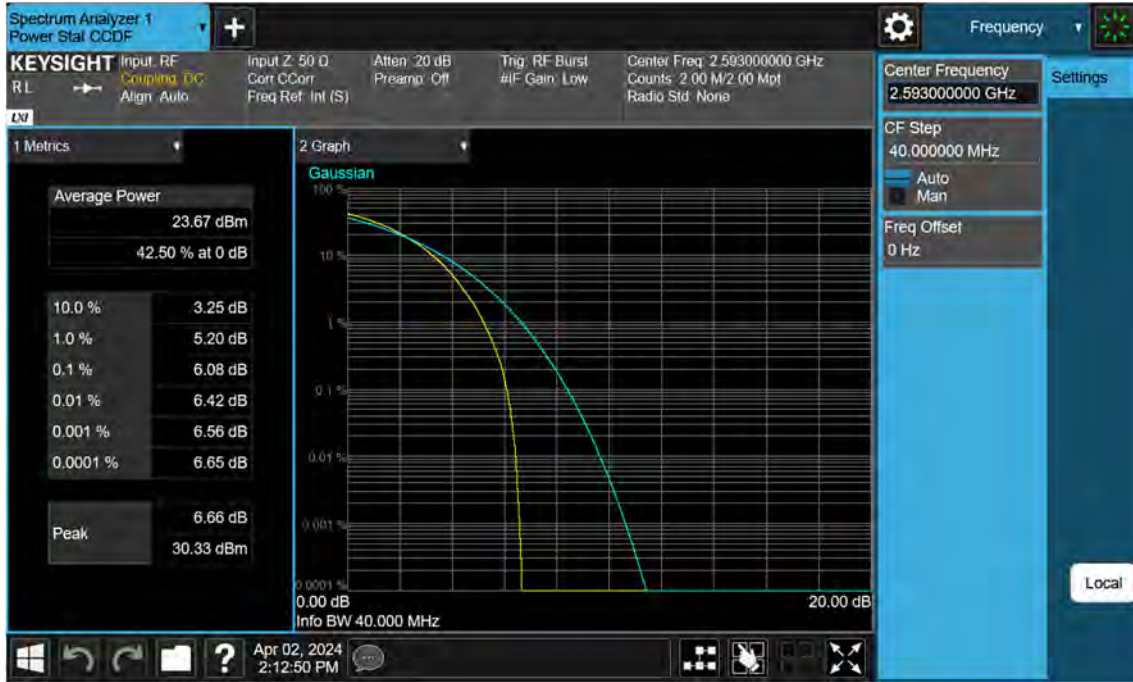 Spectrum Analyzer 1
Power Stat CCDF
Frequency
KEYSIGHT
RL
LXI
Input: RF
Coupling: DC
Align: Auto
Input Z: 50 Ω
Corr CCorr
Freq Ref: Int (S)
Atten: 20 dB
Preamp: Off
Trig: RF Burst
#IF Gain: Low
Center Freq: 2.593000000 GHz
Counts: 2.00 M/2.00 Mpt
Radio Std: None
Center Frequency
2.593000000 GHz
Settings
CF Step
40.000000 MHz
Auto
Man
Freq Offset
0 Hz
Local
1 Metrics
Average Power
23.67 dBm
42.50 % at 0 dB
10.0 % 3.25 dB
1.0 % 5.20 dB
0.1 % 6.08 dB
0.01 % 6.42 dB
0.001 % 6.56 dB
0.0001 % 6.65 dB
Peak
6.66 dB
30.33 dBm
2 Graph
Gaussian
100 %
10 %
1 %
0.1 %
0.01 %
0.001 %
0.0001 %
0.00 dB 20.00 dB
Info BW 40.000 MHz
Apr 02, 2024
2:12:50 PM